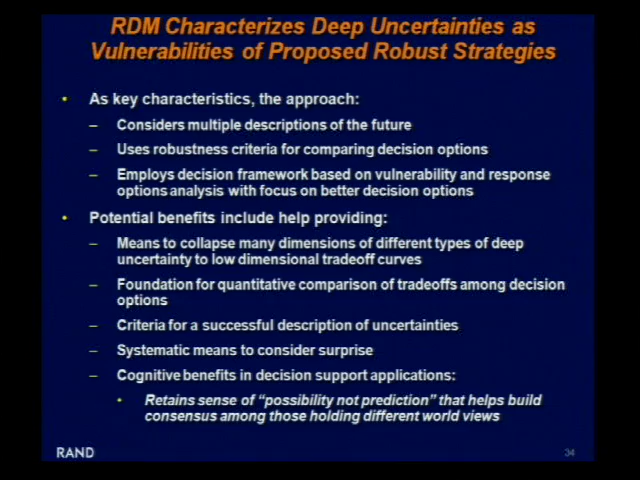 RDM Characterizes Deep Uncertainties as
Vulnerabilities of Proposed Robust Strategies
• As key characteristics, the approach:
– Considers multiple descriptions of the future
– Uses robustness criteria for comparing decision options
– Employs decision framework based on vulnerability and response
options analysis with focus on better decision options
• Potential benefits include help providing:
– Means to collapse many dimensions of different types of deep
uncertainty to low dimensional tradeoff curves
– Foundation for quantitative comparison of tradeoffs among decision
options
– Criteria for a successful description of uncertainties
– Systematic means to consider surprise
– Cognitive benefits in decision support applications:
• Retains sense of “possibility not prediction” that helps build
consensus among those holding different world views
RAND
34